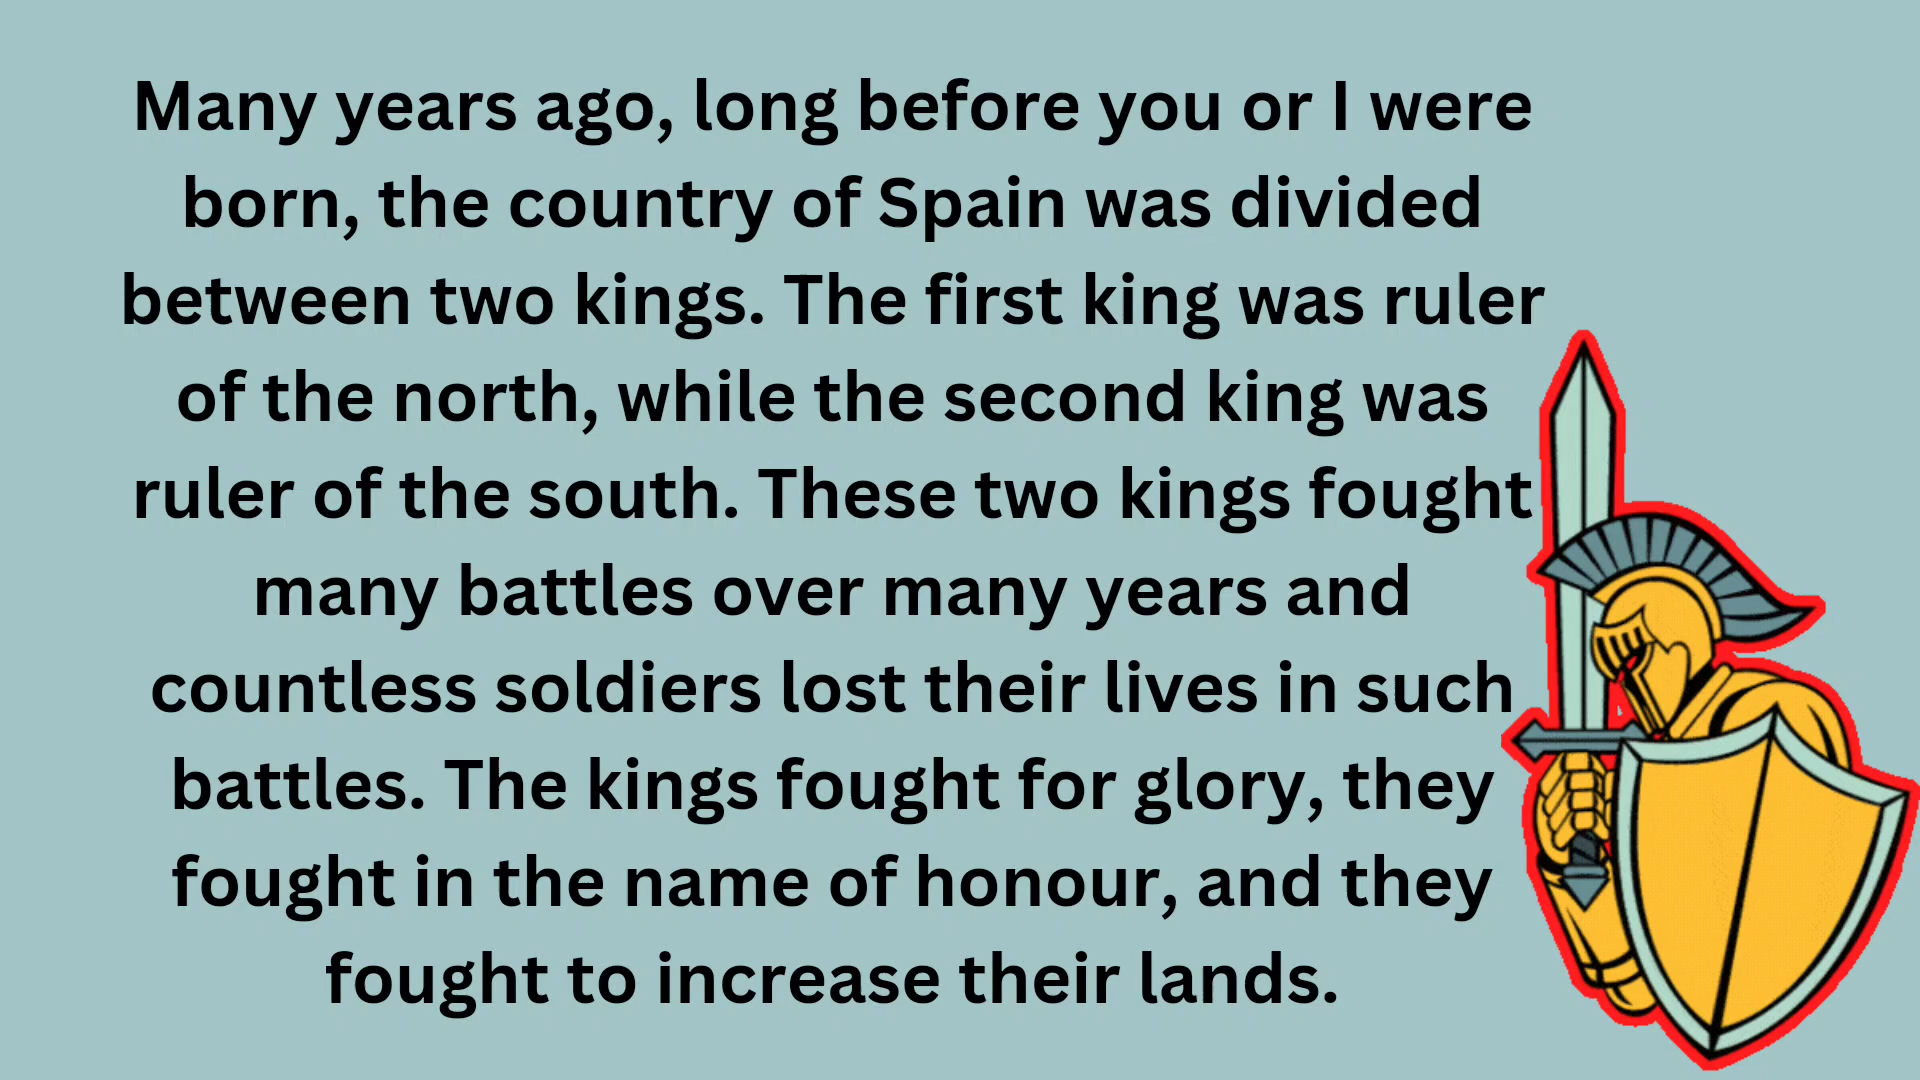 Many years ago, long before you or I were
born, the country of Spain was divided
between two kings. The first king was ruler
of the north, while the second king was
ruler of the south. These two kings fought
many battles over many years and
countless soldiers lost their lives in such
battles. The kings fought for glory, they
fought in the name of honour, and they
fought to increase their lands.